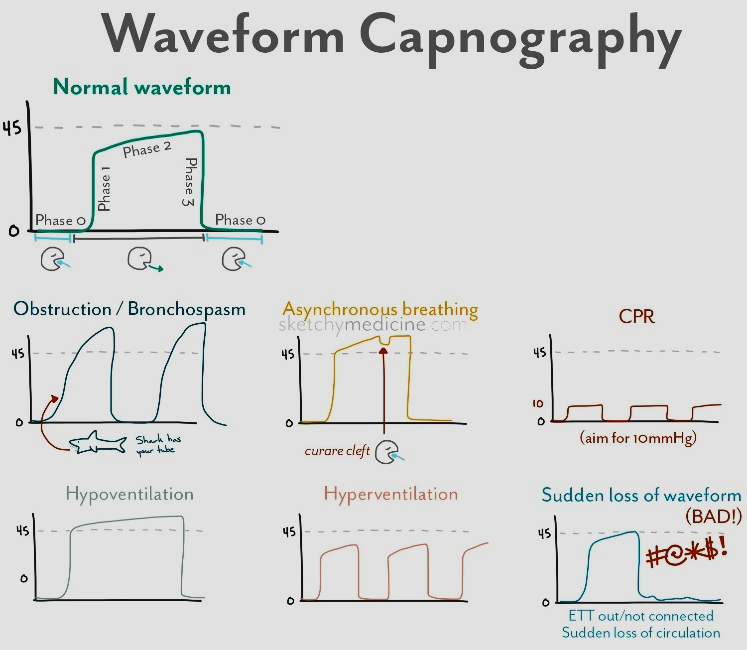 Waveform Capnography
Normal waveform
45
Phase 2
Phase 1
Phase 3
Phase 0
Phase 0
0
Obstruction / Bronchospasm
45
0
Shark has
your tube
Asynchronous breathing
sketchymedicine.com
45
0
curare cleft
CPR
45
10
0
(aim for 10mmHg)
Hypoventilation
45
0
Hyperventilation
45
0
Sudden loss of waveform
(BAD!)
45
#@*$!
0
ETT out/not connected
Sudden loss of circulation